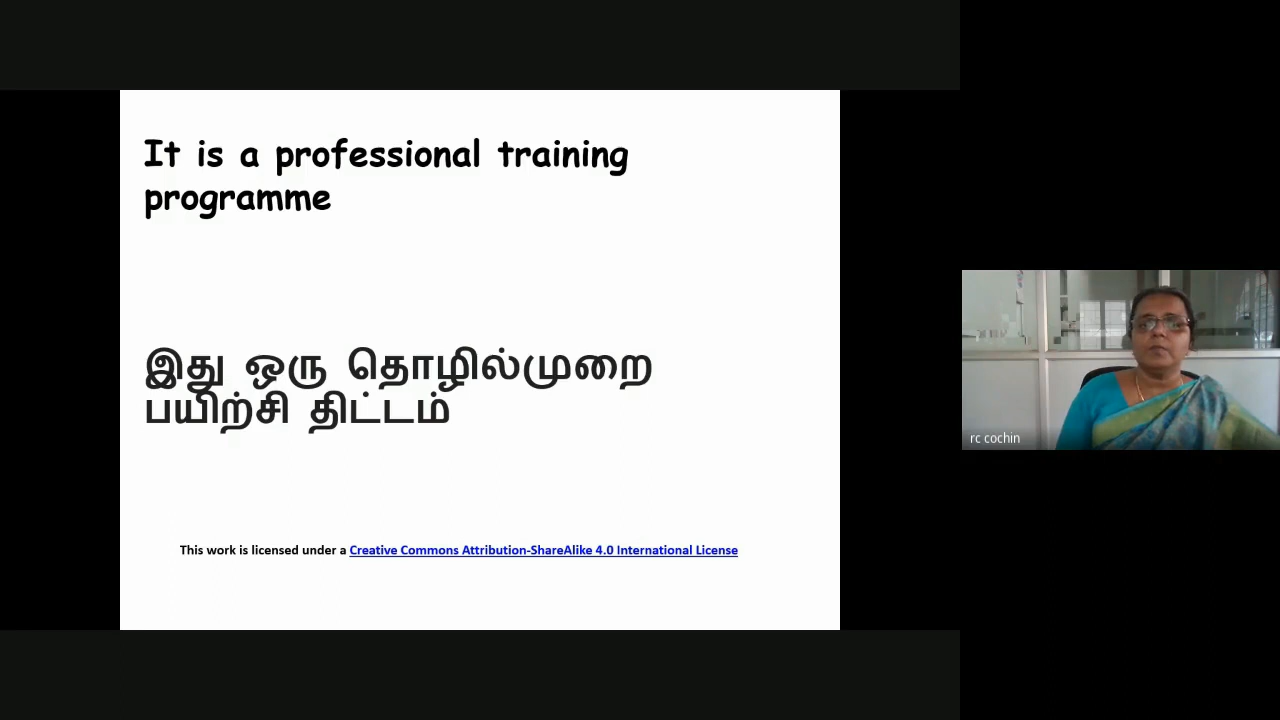 It is a professional training
programme
இது ஒரு தொழில்முறை
பயிற்சி திட்டம்
This work is licensed under a Creative Commons Attribution-ShareAlike 4.0 International License
rc cochin